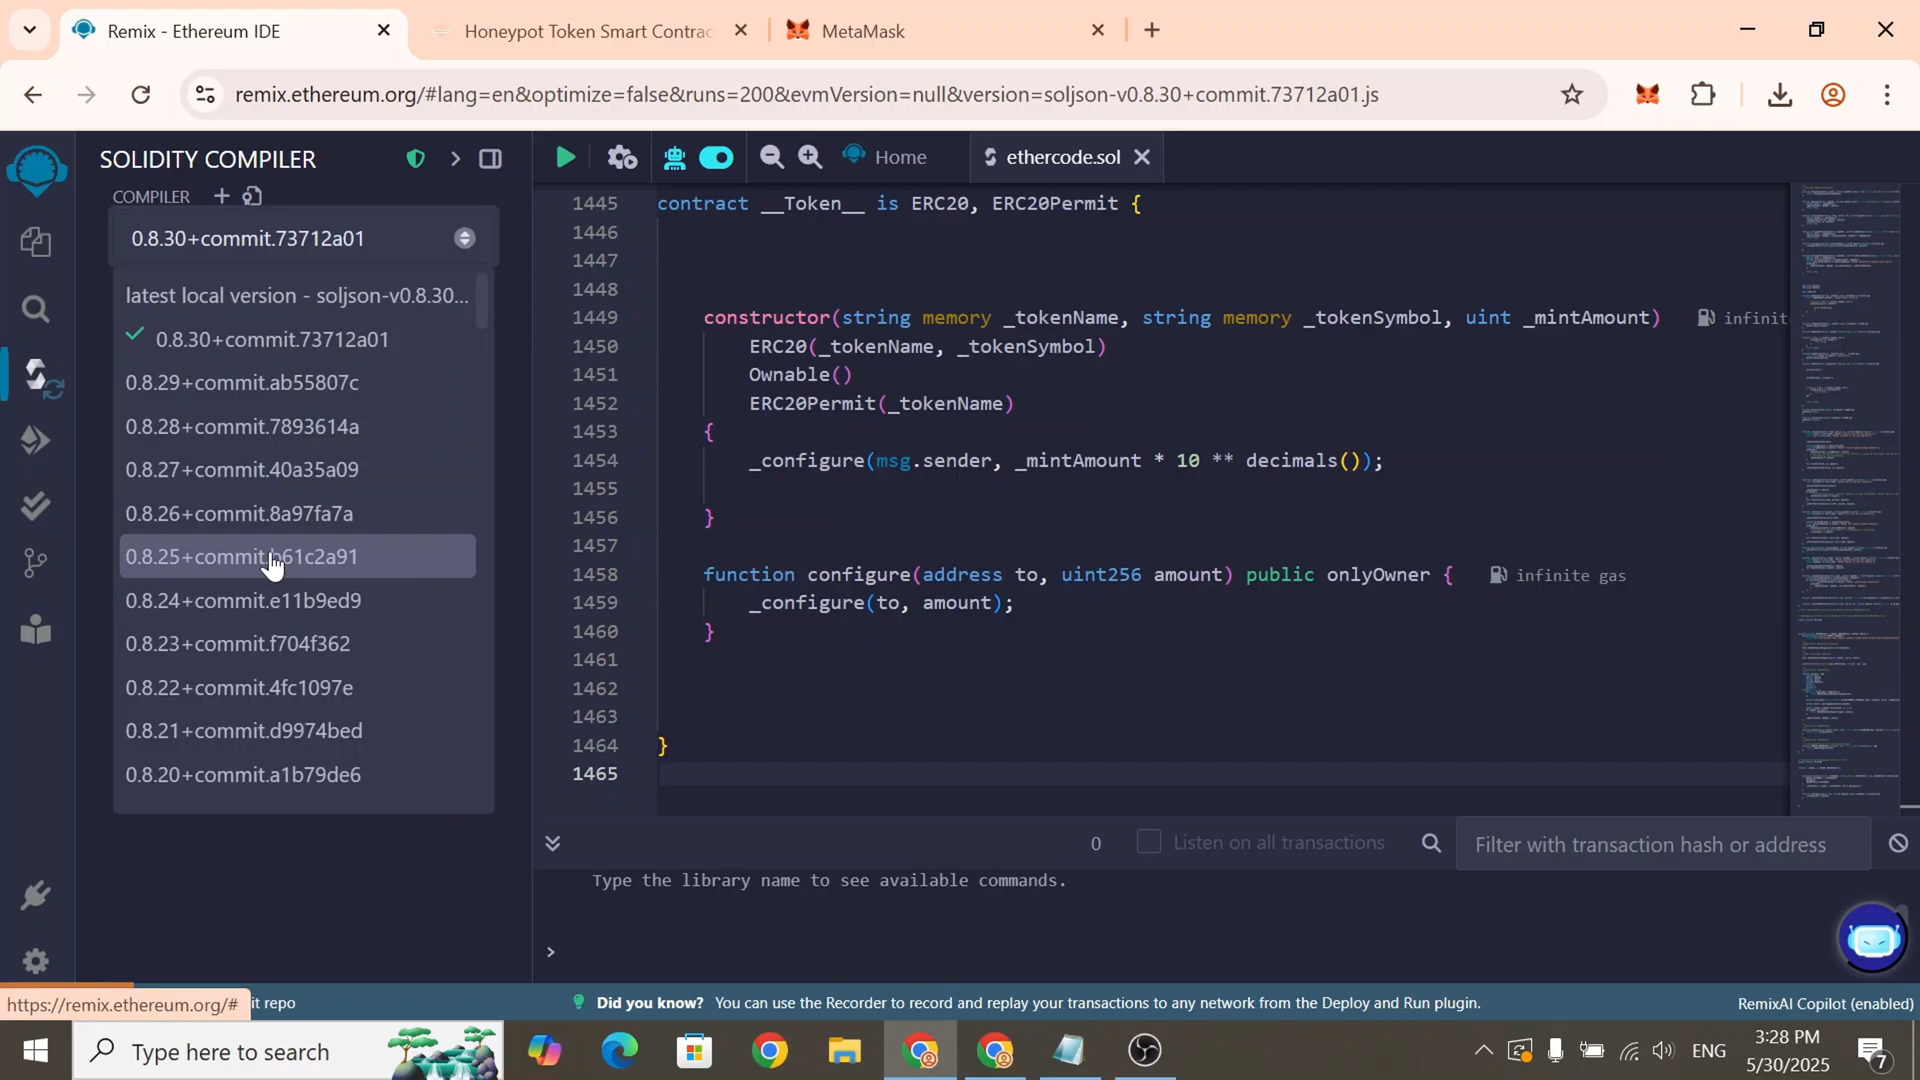 Remix - Ethereum IDE
Honeypot Token Smart Contrac
MetaMask
remix.ethereum.org/#lang=en&optimize=false&runs=200&evmVersion=null&version=soljson-v0.8.30+commit.73712a01.js
SOLIDITY COMPILER
Home
ethercode.sol
COMPILER
0.8.30+commit.73712a01
latest local version - soljson-v0.8.30...
0.8.30+commit.73712a01
0.8.29+commit.ab55807c
0.8.28+commit.7893614a
0.8.27+commit.40a35a09
0.8.26+commit.8a97fa7a
0.8.25+commit.b61c2a91
0.8.24+commit.e11b9ed9
0.8.23+commit.f704f362
0.8.22+commit.4fc1097e
0.8.21+commit.d9974bed
0.8.20+commit.a1b79de6
1445 contract __Token__ is ERC20, ERC20Permit {
1446
1447
1448
1449 constructor(string memory _tokenName, string memory _tokenSymbol, uint _mintAmount) infinit
1450 ERC20(_tokenName, _tokenSymbol)
1451 Ownable()
1452 ERC20Permit(_tokenName)
1453 {
1454 _configure(msg.sender, _mintAmount * 10 ** decimals());
1455
1456 }
1457
1458 function configure(address to, uint256 amount) public onlyOwner { infinite gas
1459 _configure(to, amount);
1460 }
1461
1462
1463
1464 }
1465
0
Listen on all transactions
Filter with transaction hash or address
Type the library name to see available commands.
>
https://remix.ethereum.org/#
it repo
Did you know? You can use the Recorder to record and replay your transactions to any network from the Deploy and Run plugin.
RemixAI Copilot (enabled)
Type here to search
ENG
3:28 PM
5/30/2025
7